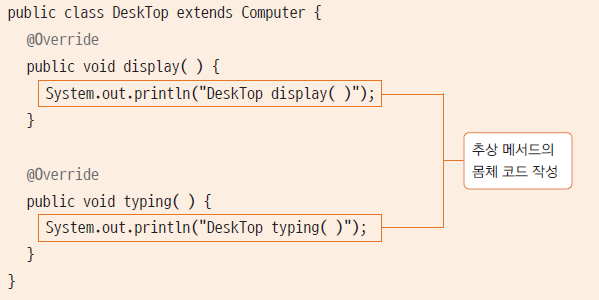 public class DeskTop extends Computer {
@Override
public void display( ) {
System.out.println("DeskTop display( )");
}
@Override
public void typing( ) {
System.out.println("DeskTop typing( )");
}
}
추상 메서드의
몸체 코드 작성